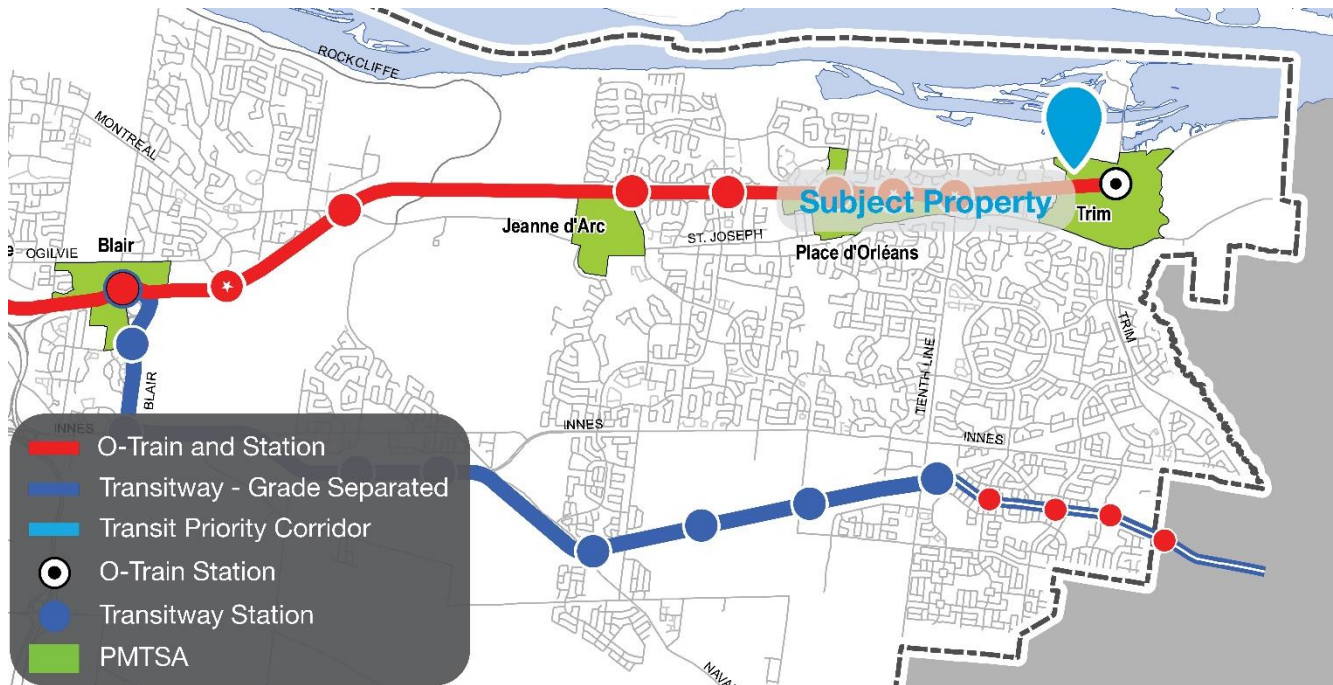 ROCKCLIFFE
MONTREAL
Subject Property
Jeanne d'Arc
Trim
ST. JOSEPH
Blair
e
OGILVIE
Place d'Orléans
TRIM
BLAIR
TENTH LINE
INNES
INNES
INNES
O-Train and Station
Transitway - Grade Separated
Transit Priority Corridor
O-Train Station
Transitway Station
PMTSA